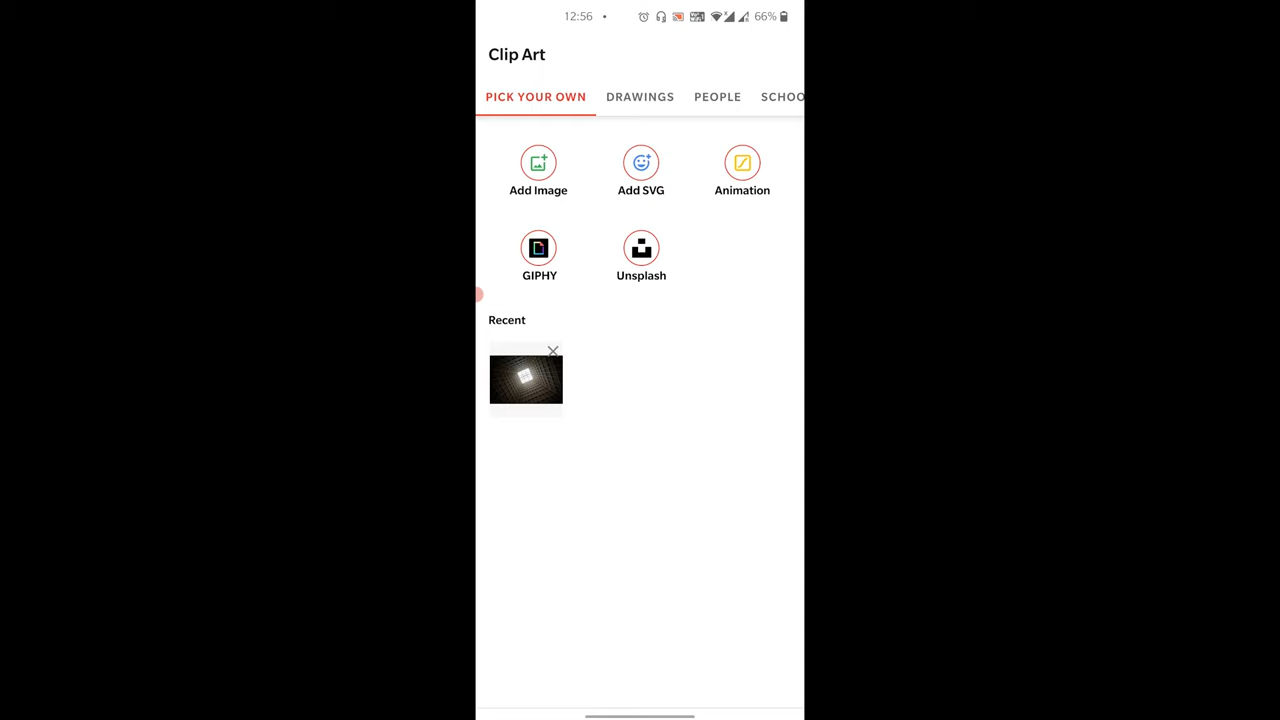 12:56 66%
Clip Art
PICK YOUR OWN DRAWINGS PEOPLE SCHOO
Add Image Add SVG Animation
GIPHY Unsplash
Recent